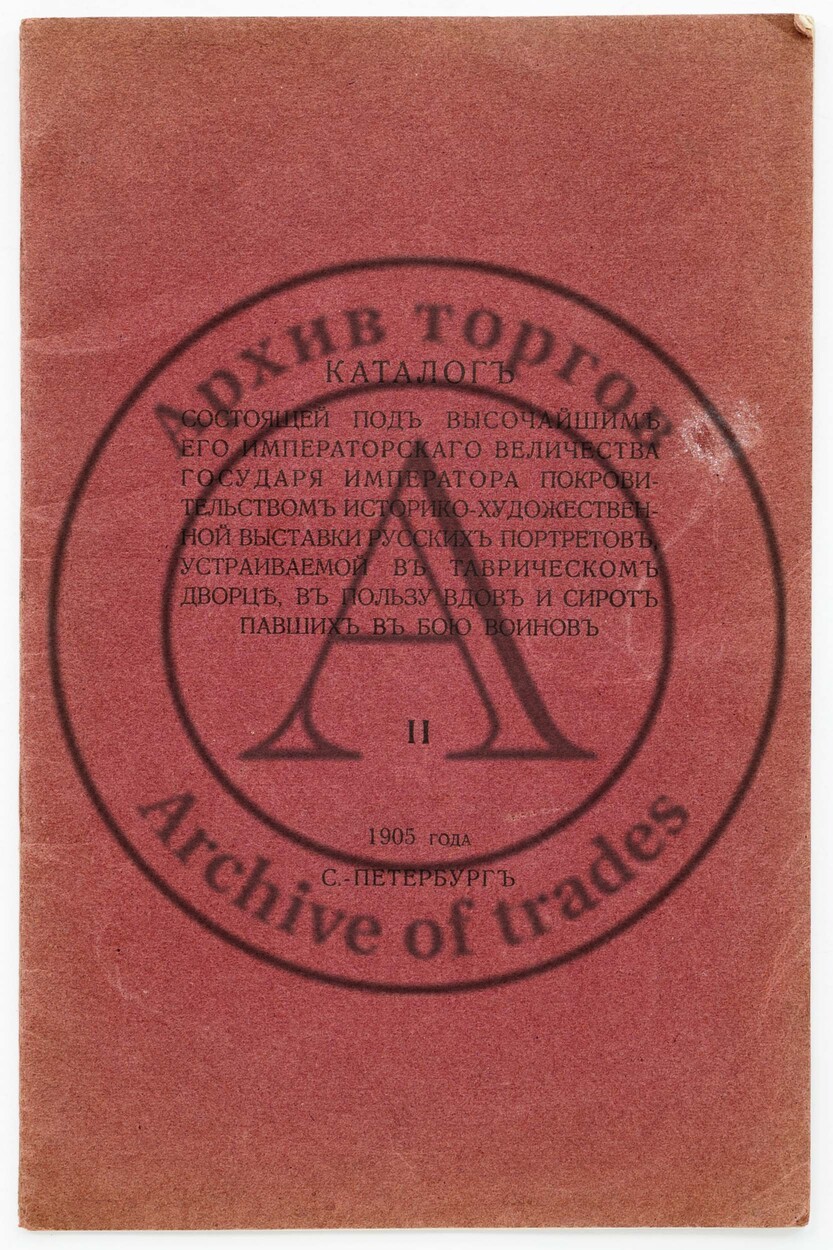 Архив торгов
КАТАЛОГЪ
СОСТОЯЩЕЙ ПОДЪ ВЫСОЧАЙШИМЪ
ЕГО ИМПЕРАТОРСКАГО ВЕЛИЧЕСТВА
ГОСУДАРЯ ИМПЕРАТОРА ПОКРОВИ-
ТЕЛЬСТВОМЪ ИСТОРИКО-ХУДОЖЕСТВЕН-
НОЙ ВЫСТАВКИ РУССКИХЪ ПОРТРЕТОВЪ,
УСТРАИВАЕМОЙ ВЪ ТАВРИЧЕСКОМЪ
ДВОРЦѢ, ВЪ ПОЛЬЗУ ВДОВЪ И СИРОТЪ
ПАВШИХЪ ВЪ БОЮ ВОИНОВЪ
А
II
1905 ГОДА
С.-ПЕТЕРБУРГЪ
Archive of trades